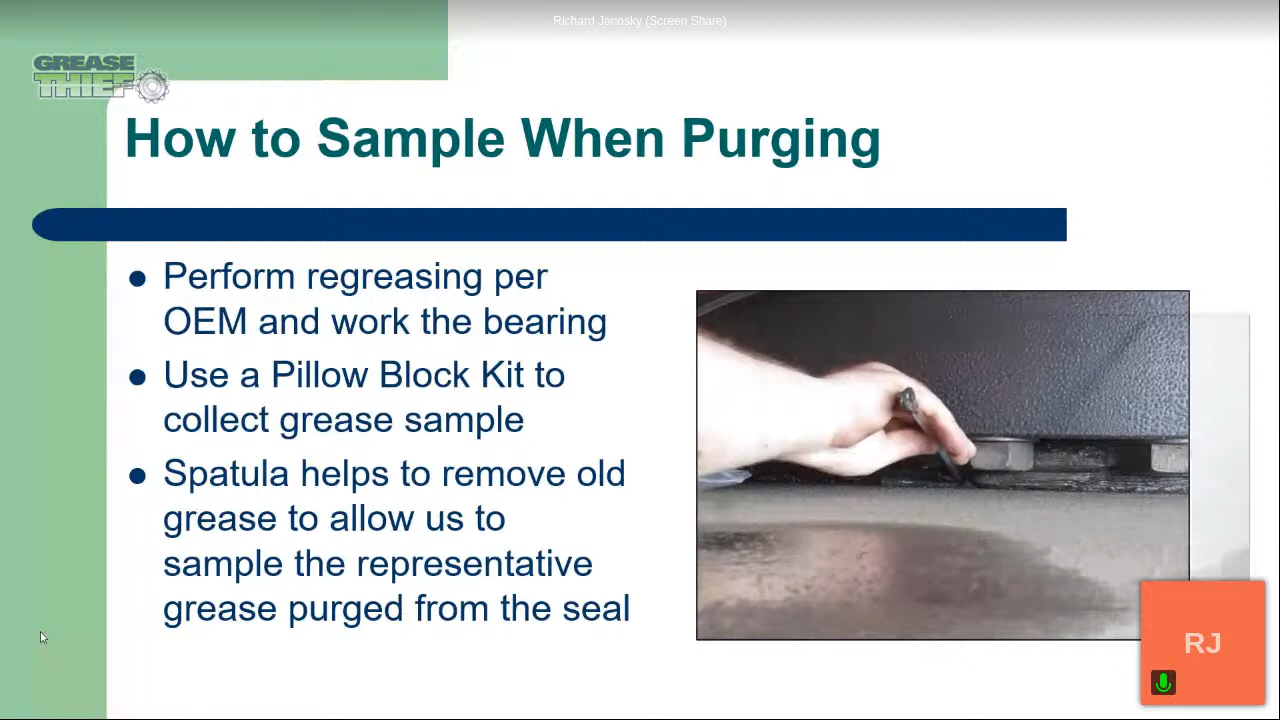 Richard Janosky (Screen Share)
GREASE
THIEF
How to Sample When Purging
Perform regreasing per
OEM and work the bearing
Use a Pillow Block Kit to
collect grease sample
Spatula helps to remove old
grease to allow us to
sample the representative
grease purged from the seal
RJ